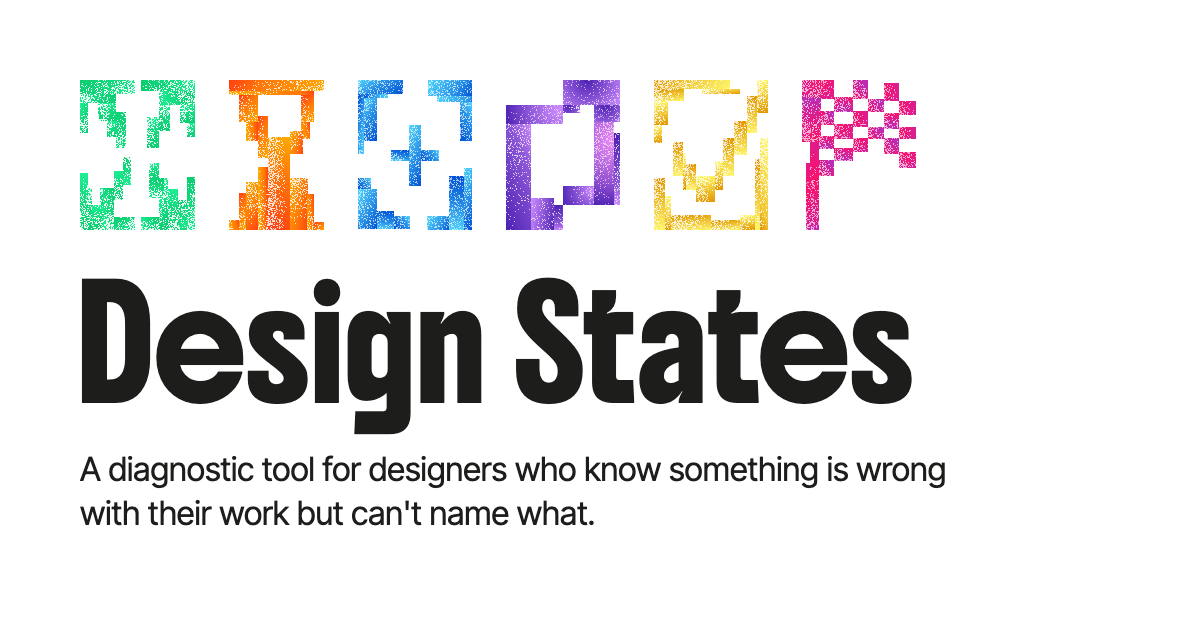 Design States
A diagnostic tool for designers who know something is wrong
with their work but can't name what.